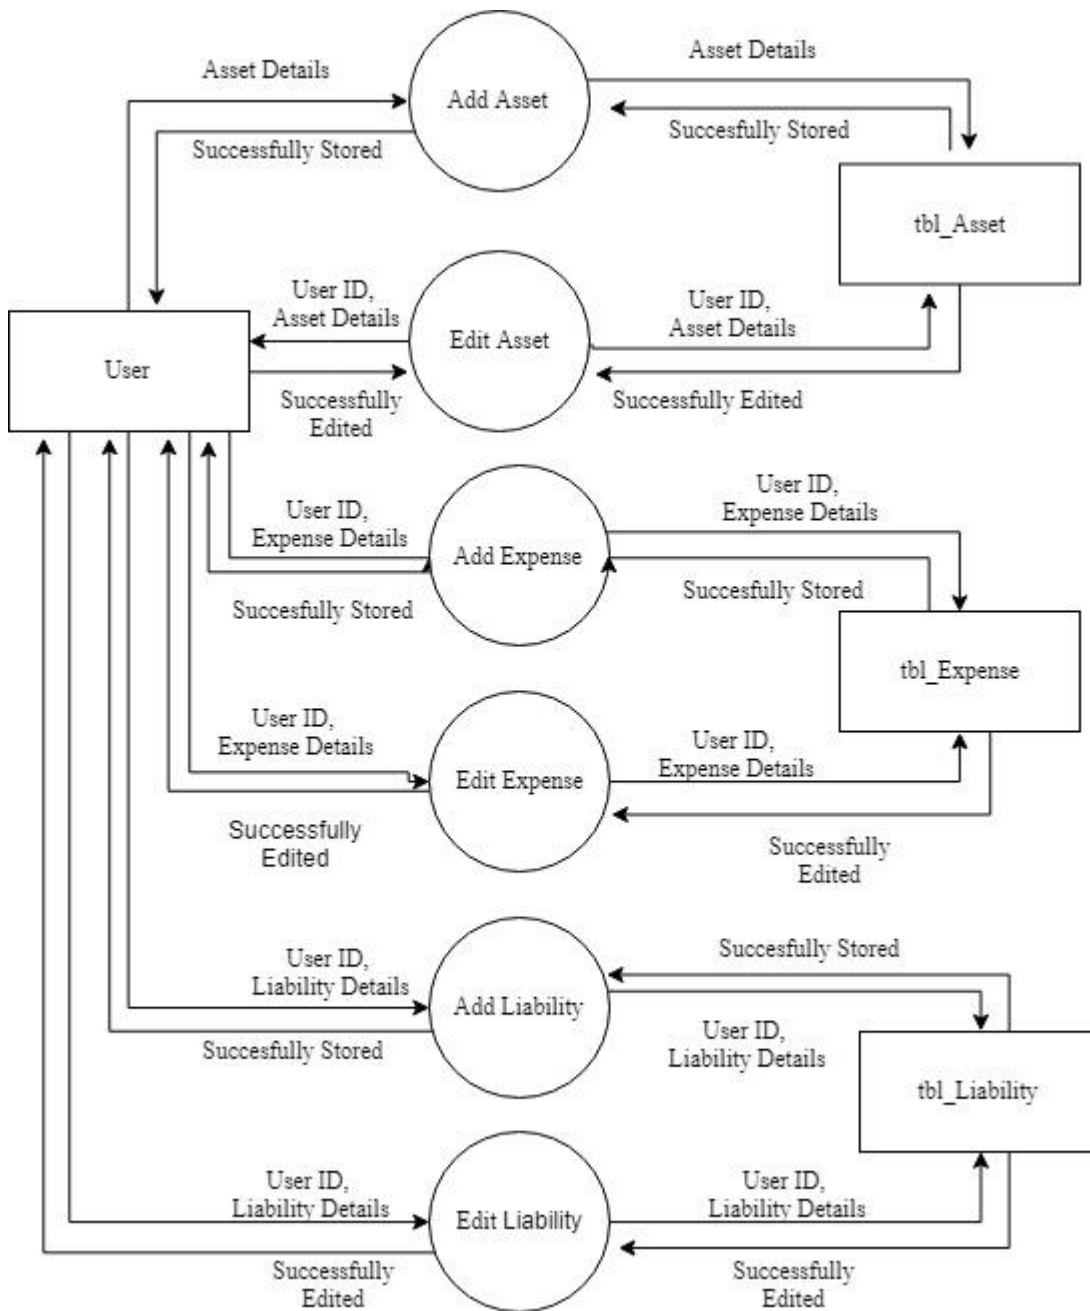 Asset Details
Add Asset
Asset Details
Successfully Stored
Succesfully Stored
tbl_Asset
User ID,
Asset Details
Edit Asset
User ID,
Asset Details
User
Successfully
Edited
Successfully Edited
User ID,
Expense Details
Add Expense
User ID,
Expense Details
Succesfully Stored
Succesfully Stored
tbl_Expense
User ID,
Expense Details
Edit Expense
User ID,
Expense Details
Successfully
Edited
Successfully
Edited
User ID,
Liability Details
Add Liability
Succesfully Stored
User ID,
Liability Details
Succesfully Stored
tbl_Liability
User ID,
Liability Details
Edit Liability
User ID,
Liability Details
Successfully
Edited
Successfully
Edited